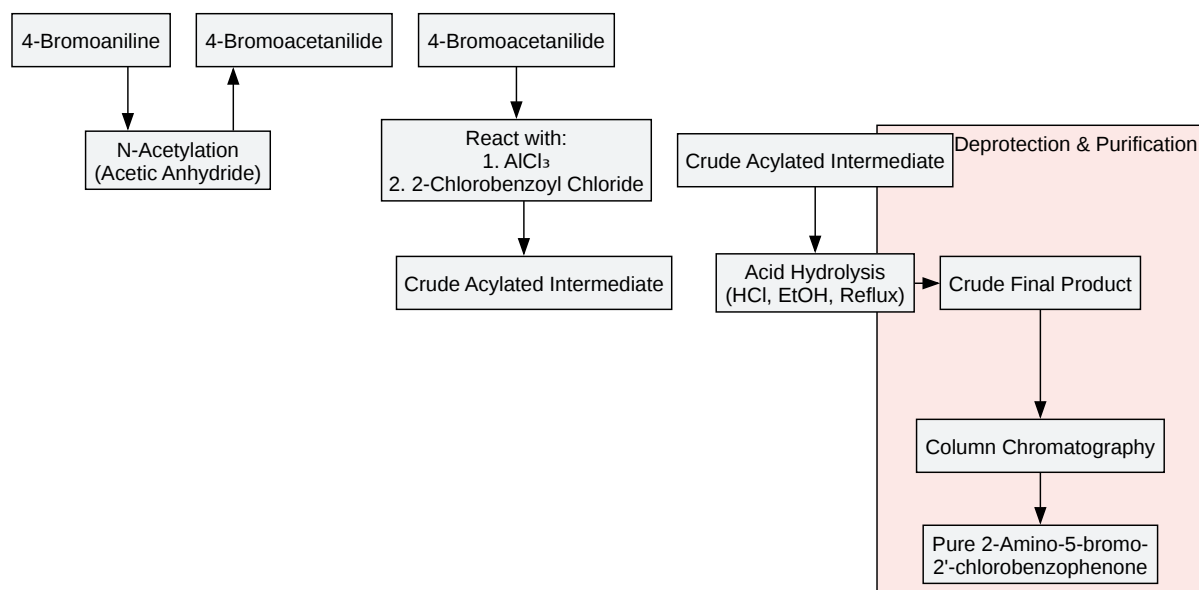 4-Bromoaniline
4-Bromoacetanilide
N-Acetylation
(Acetic Anhydride)
4-Bromoacetanilide
React with:
1. AlCl₃
2. 2-Chlorobenzoyl Chloride
Crude Acylated Intermediate
Deprotection & Purification
Crude Acylated Intermediate
Acid Hydrolysis
(HCl, EtOH, Reflux)
Crude Final Product
Column Chromatography
Pure 2-Amino-5-bromo-
2'-chlorobenzophenone